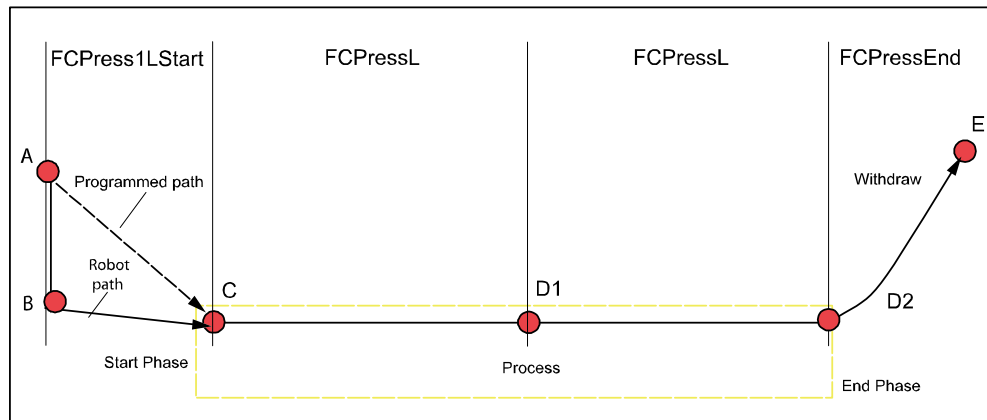 FCPress1LStart
FCPressL
FCPressL
FCPressEnd
E
A
Programmed path
Withdraw
Robot
path
B
C
D1
D2
Start Phase
Process
End Phase